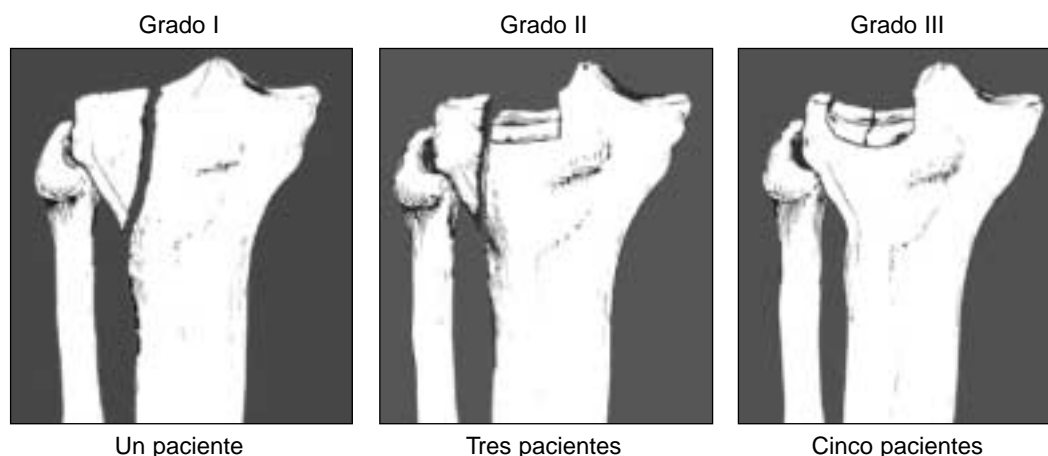 Grado I
Grado II
Grado III
Un paciente
Tres pacientes
Cinco pacientes